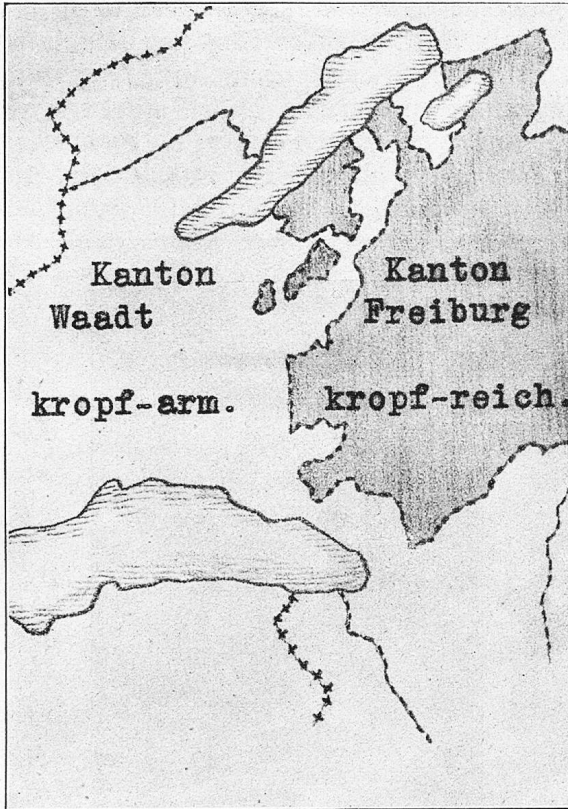 Kanton
Waadt
kropf-arm.
Kanton
Freiburg
kropf-reich.